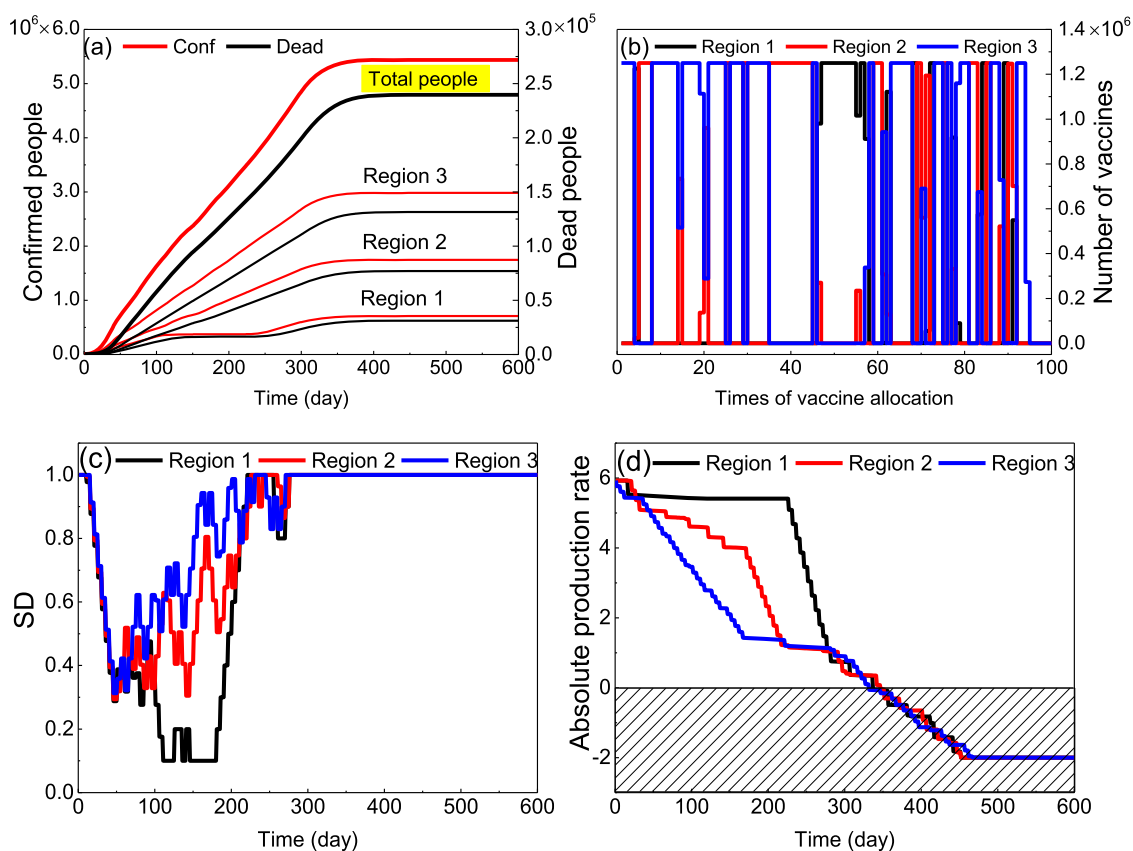 10⁶×6.0
(a)
Conf
Dead
3.0×10⁵
5.0
4.0
3.0
2.0
1.0
0.0
Confirmed people
Total people
Region 3
Region 2
Region 1
2.5
2.0
1.5
1.0
0.5
0.0
Dead people
0 100 200 300 400 500 600
Time (day)
(b)
Region 1
Region 2
Region 3
1.4×10⁶
1.2
1.0
0.8
0.6
0.4
0.2
0.0
Number of vaccines
0 20 40 60 80 100
Times of vaccine allocation
(c)
Region 1
Region 2
Region 3
1.0
0.8
0.6
0.4
0.2
0.0
SD
0 100 200 300 400 500 600
Time (day)
(d)
Region 1
Region 2
Region 3
6
4
2
0
-2
Absolute production rate
0 100 200 300 400 500 600
Time (day)